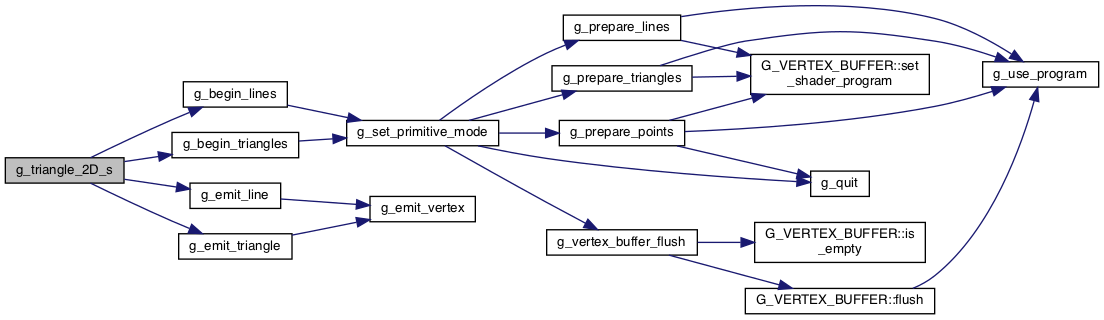 g_triangle_2D_s
g_begin_lines
g_begin_triangles
g_emit_line
g_emit_triangle
g_set_primitive_mode
g_emit_vertex
g_prepare_lines
g_prepare_triangles
g_prepare_points
g_vertex_buffer_flush
G_VERTEX_BUFFER::set
_shader_program
g_quit
G_VERTEX_BUFFER::is
_empty
G_VERTEX_BUFFER::flush
g_use_program